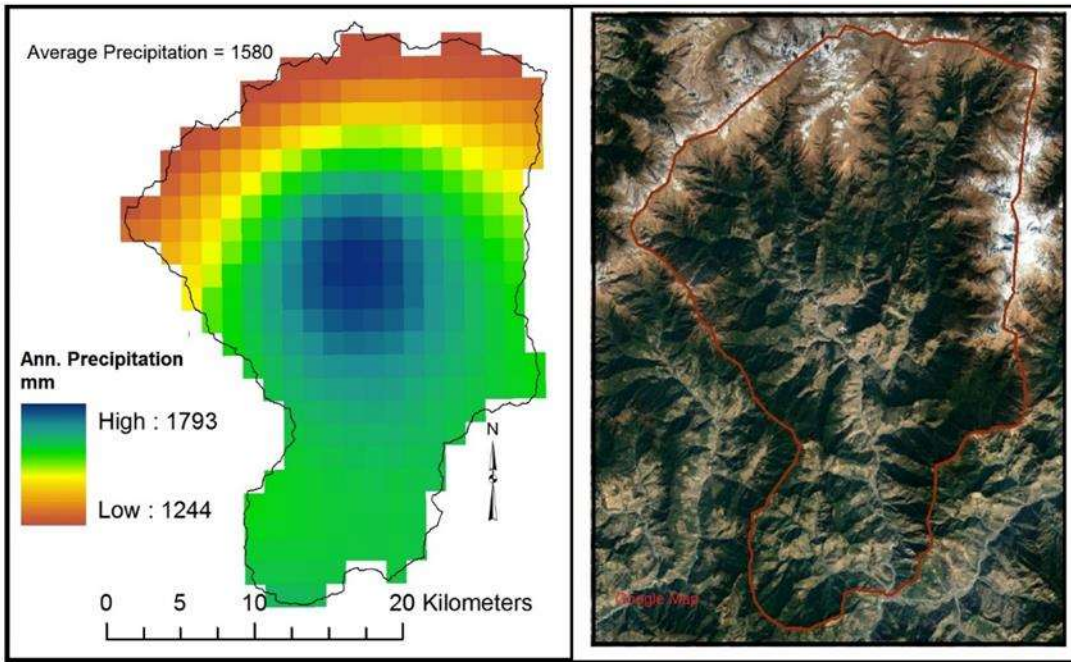 Average Precipitation = 1580
Ann. Precipitation
mm
High : 1793
Low : 1244
N
0 5 10 20 Kilometers
Google Map